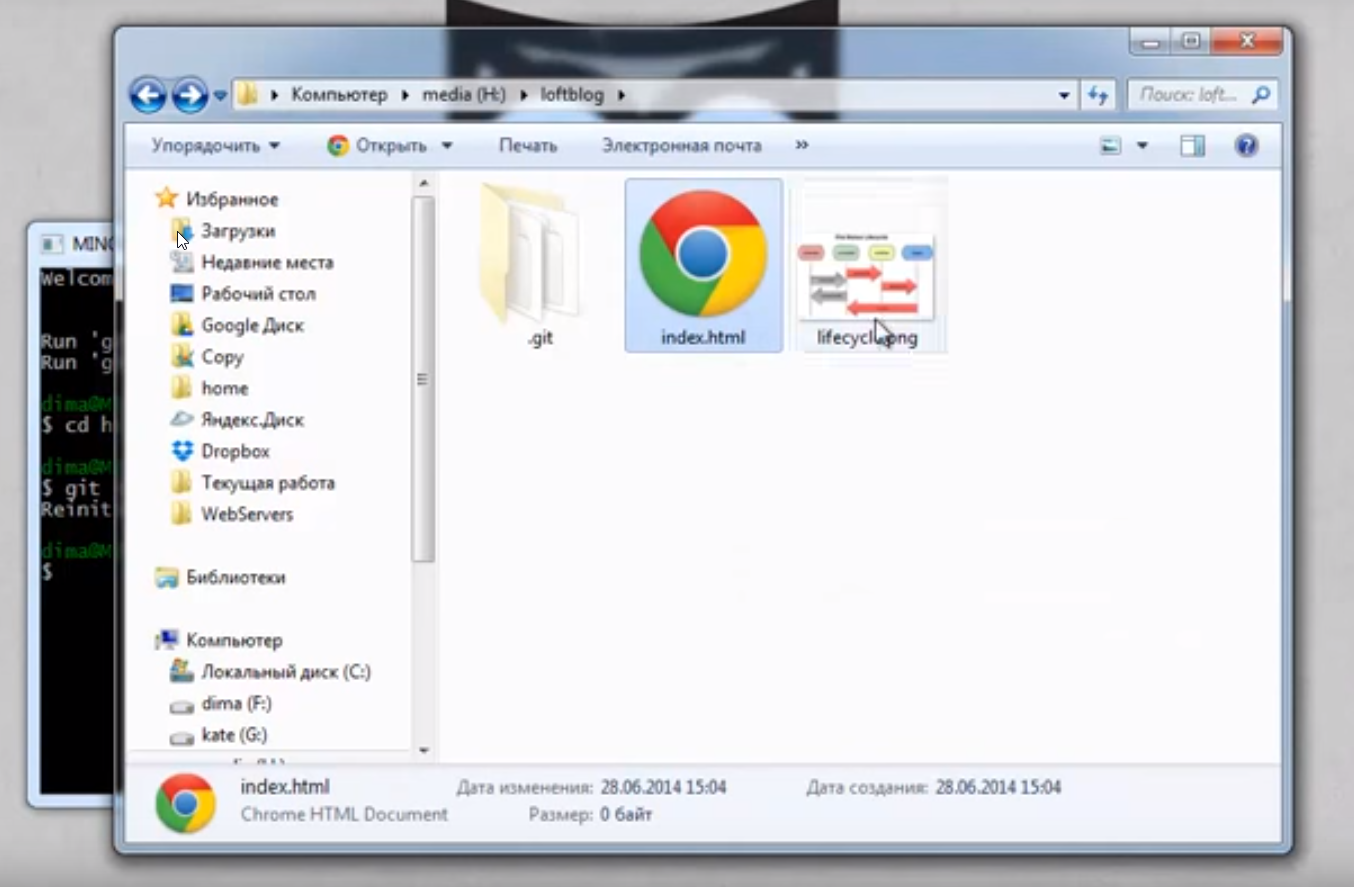 Компьютер
media (H:)
loftblog
Поиск: loft...
Упорядочить
Открыть
Печать
Электронная почта
»
Избранное
Загрузки
Недавние места
Рабочий стол
Google Диск
Copy
home
Яндекс.Диск
Dropbox
Текущая работа
WebServers
Библиотеки
Компьютер
Локальный диск (C:)
dima (F:)
kate (G:)
.git
index.html
MING
Welcom
Run 'g
Run 'g
dima@M
$ cd h
dima@M
$ git
Reinit
dima@M
$
index.html
Дата изменения: 28.06.2014 15:04
Дата создания: 28.06.2014 15:04
Chrome HTML Document
Размер: 0 байт